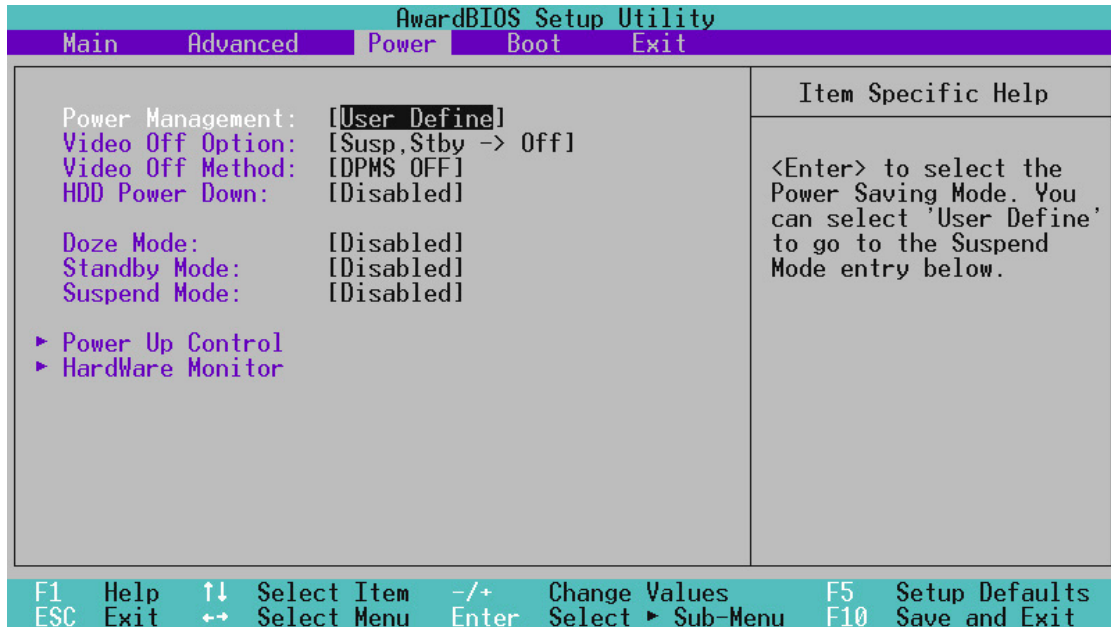 AwardBIOS Setup Utility
Main Advanced Power Boot Exit
Power Management: [User Define]
Video Off Option: [Susp,Stby -> Off]
Video Off Method: [DPMS OFF]
HDD Power Down: [Disabled]
Doze Mode: [Disabled]
Standby Mode: [Disabled]
Suspend Mode: [Disabled]
► Power Up Control
► HardWare Monitor
Item Specific Help
<Enter> to select the
Power Saving Mode. You
can select 'User Define'
to go to the Suspend
Mode entry below.
F1 Help ↑↓ Select Item -/+ Change Values F5 Setup Defaults
ESC Exit ←→ Select Menu Enter Select ► Sub-Menu F10 Save and Exit